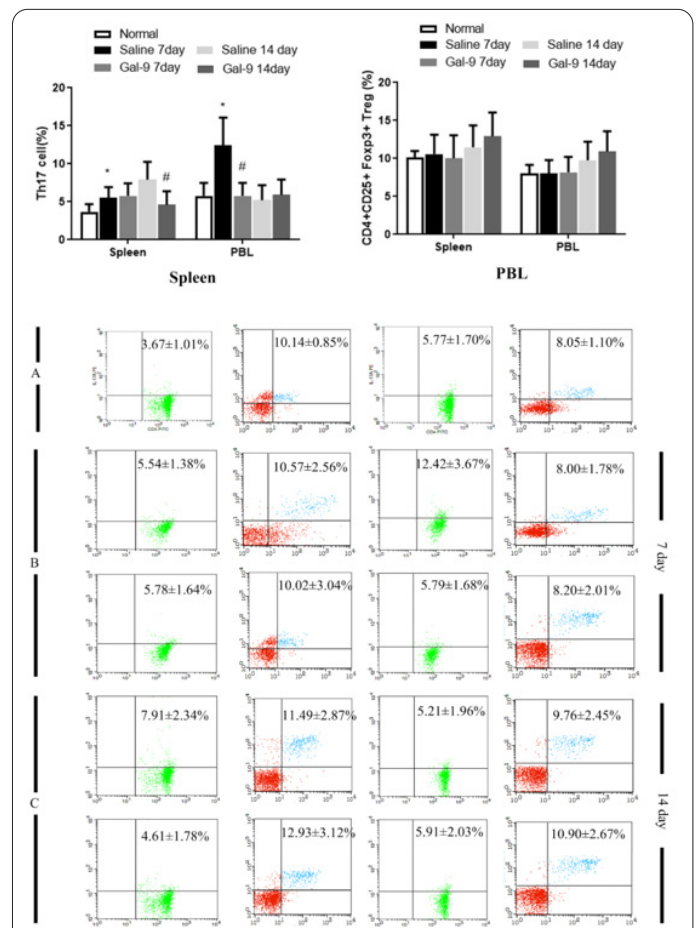 Normal
Saline 7day Saline 14 day
Gal-9 7day Gal-9 14day
Th17 cell(%)
20
15
10
5
0
*
*
#
#
Spleen PBL
Normal
Saline 7day Saline 14 day
Gal-9 7day Gal-9 14day
CD4+CD25+ Foxp3+ Treg (%)
20
15
10
5
0
Spleen PBL
Spleen PBL
A
3.67±1.01% 10.14±0.85% 5.77±1.70% 8.05±1.10%
CD4 FITC CD4 FITC
B
5.54±1.38% 10.57±2.56% 12.42±3.67% 8.00±1.78%
7 day
5.78±1.64% 10.02±3.04% 5.79±1.68% 8.20±2.01%
C
7.91±2.34% 11.49±2.87% 5.21±1.96% 9.76±2.45%
14 day
4.61±1.78% 12.93±3.12% 5.91±2.03% 10.90±2.67%